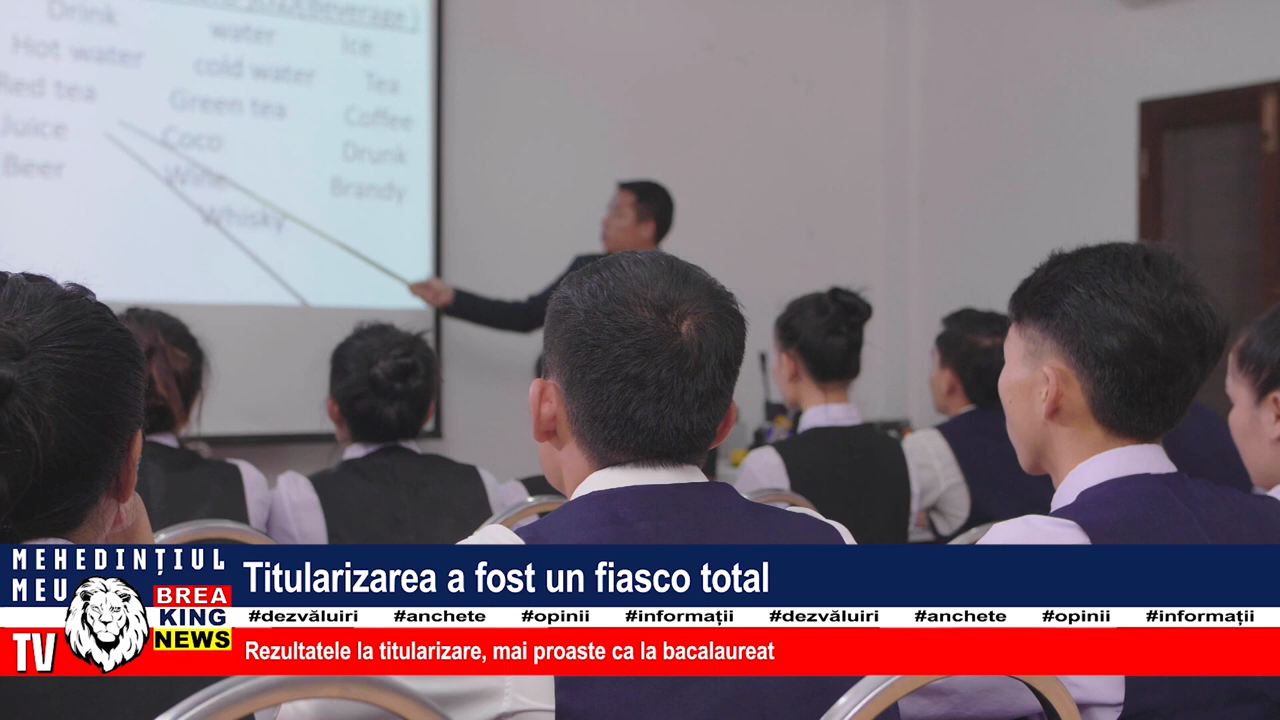 Beverage )
Drink water Ice
Hot water cold water Tea
Red tea Green tea Coffee
Juice Coco Drunk
Beer Wine Brandy
Whisky
MEHEDINȚIUL
MEU
TV
BREA
KING
NEWS
Titularizarea a fost un fiasco total
#dezvăluiri #anchete #opinii #informații #dezvăluiri #anchete #opinii #informații
Rezultatele la titularizare, mai proaste ca la bacalaureat